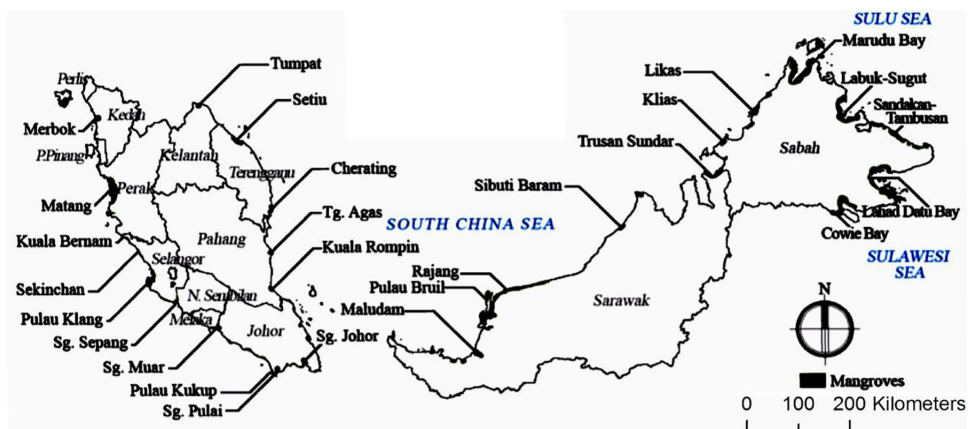 SULU SEA
Marudu Bay
Likas
Labuk-Sugut
Klias
Sandakan-
Tambusan
Trusan Sundar
Sabah
Lahad Datu Bay
Cowie Bay
SULAWESI
SEA
Tumpat
Setiu
Perlis
Kedah
Merbok
P.Pinang
Kelantan
Terengganu
Cherating
Perak
Matang
Tg. Agas
Pahang
Kuala Bernam
Kuala Rompin
Selangor
Sekinchan
N. Sembilan
Pulau Klang
Melaka
Johor
Sg. Sepang
Sg. Johor
Sg. Muar
Pulau Kukup
Sg. Pulai
SOUTH CHINA SEA
Sibuti Baram
Rajang
Pulau Bruil
Sarawak
Maludam
N
Mangroves
0 100 200 Kilometers